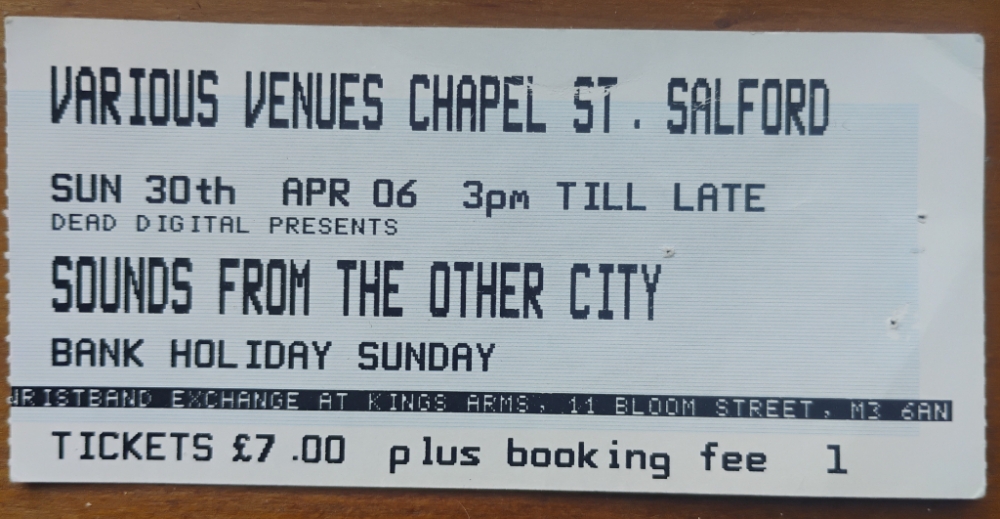 VARIOUS VENUES CHAPEL ST. SALFORD
SUN 30th APR 06 3pm TILL LATE
DEAD DIGITAL PRESENTS
SOUNDS FROM THE OTHER CITY
BANK HOLIDAY SUNDAY
WRISTBAND EXCHANGE AT KINGS ARMS, 11 BLOOM STREET, M3 6AN
TICKETS £7.00 plus booking fee 1